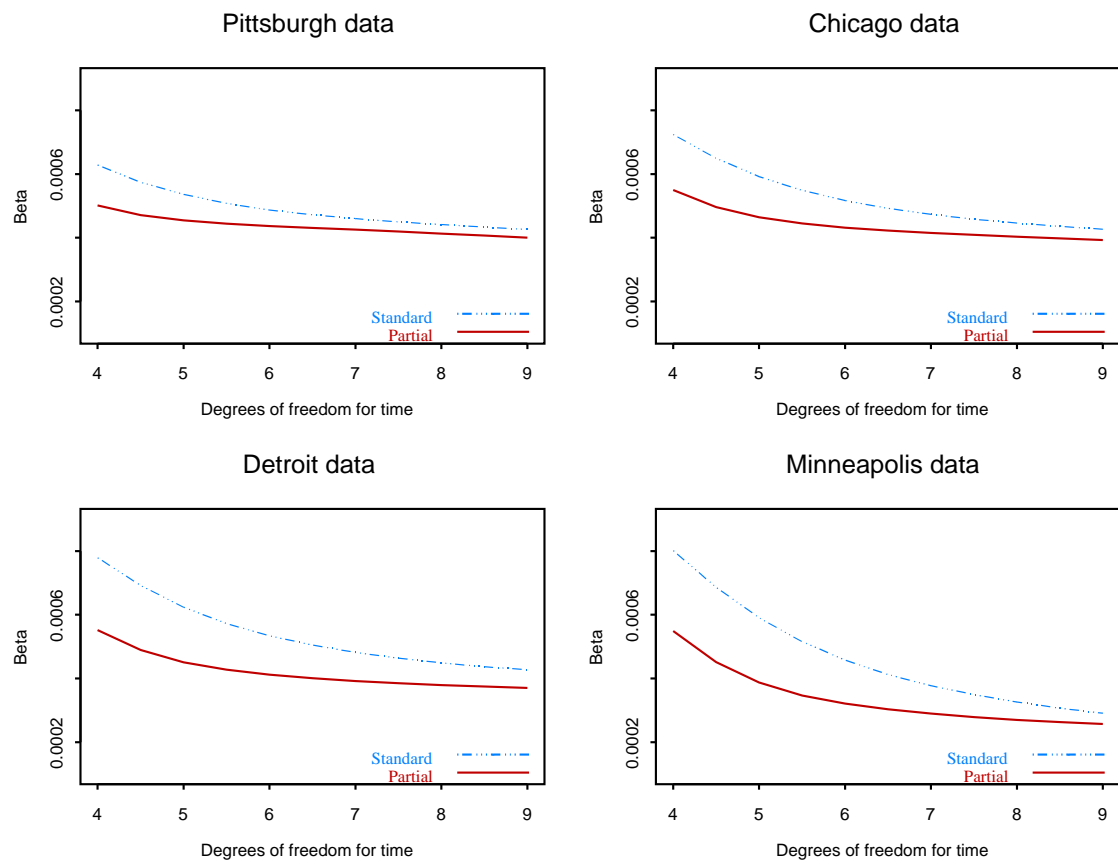 Pittsburgh data
Beta
0.0006
0.0002
Standard
Partial
4 5 6 7 8 9
Degrees of freedom for time
Chicago data
Beta
0.0006
0.0002
Standard
Partial
4 5 6 7 8 9
Degrees of freedom for time
Detroit data
Beta
0.0006
0.0002
Standard
Partial
4 5 6 7 8 9
Degrees of freedom for time
Minneapolis data
Beta
0.0006
0.0002
Standard
Partial
4 5 6 7 8 9
Degrees of freedom for time